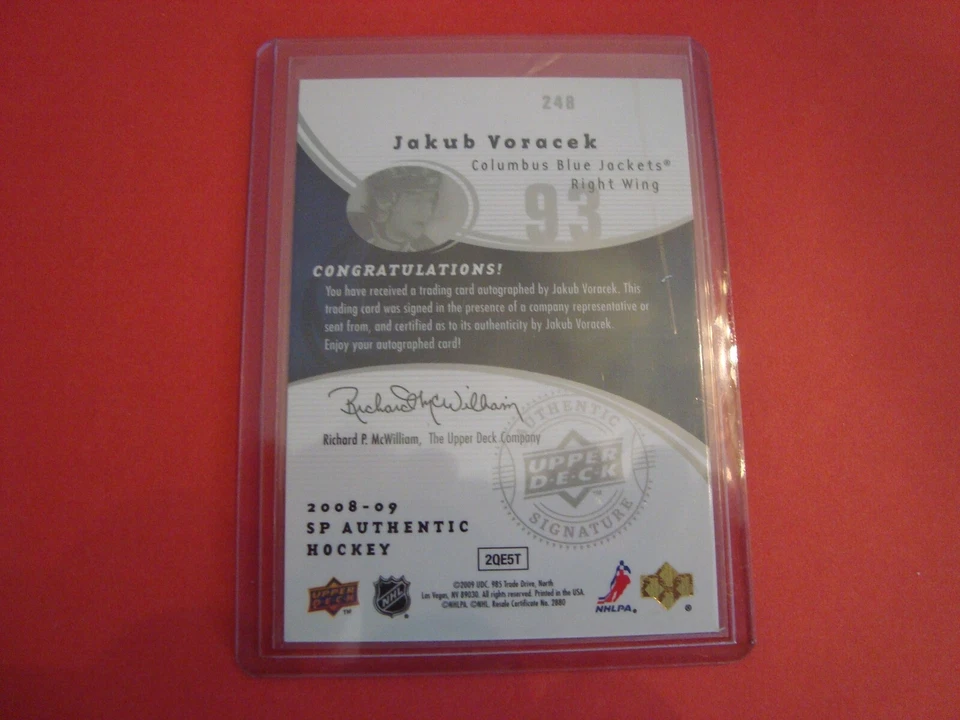 248
Jakub Voracek
Columbus Blue Jackets®
Right Wing
93
CONGRATULATIONS!
You have received a trading card autographed by Jakub Voracek. This
trading card was signed in the presence of a company representative or
sent from, and certified as to its authenticity by Jakub Voracek.
Enjoy your autographed card!
Richard McWilliam
Richard P. McWilliam, The Upper Deck Company
AUTHENTIC
UPPER
D·E·C·K
SIGNATURE
2008-09
SP AUTHENTIC
HOCKEY
2QE5T
UPPER
DECK
TM
NHL
©2009 UDC, 985 Trade Drive, North
Las Vegas, NV 89030. All rights reserved. Printed in the USA.
©NHLPA. ©NHL. Resale Certificate No. 2880
NHLPA®
®